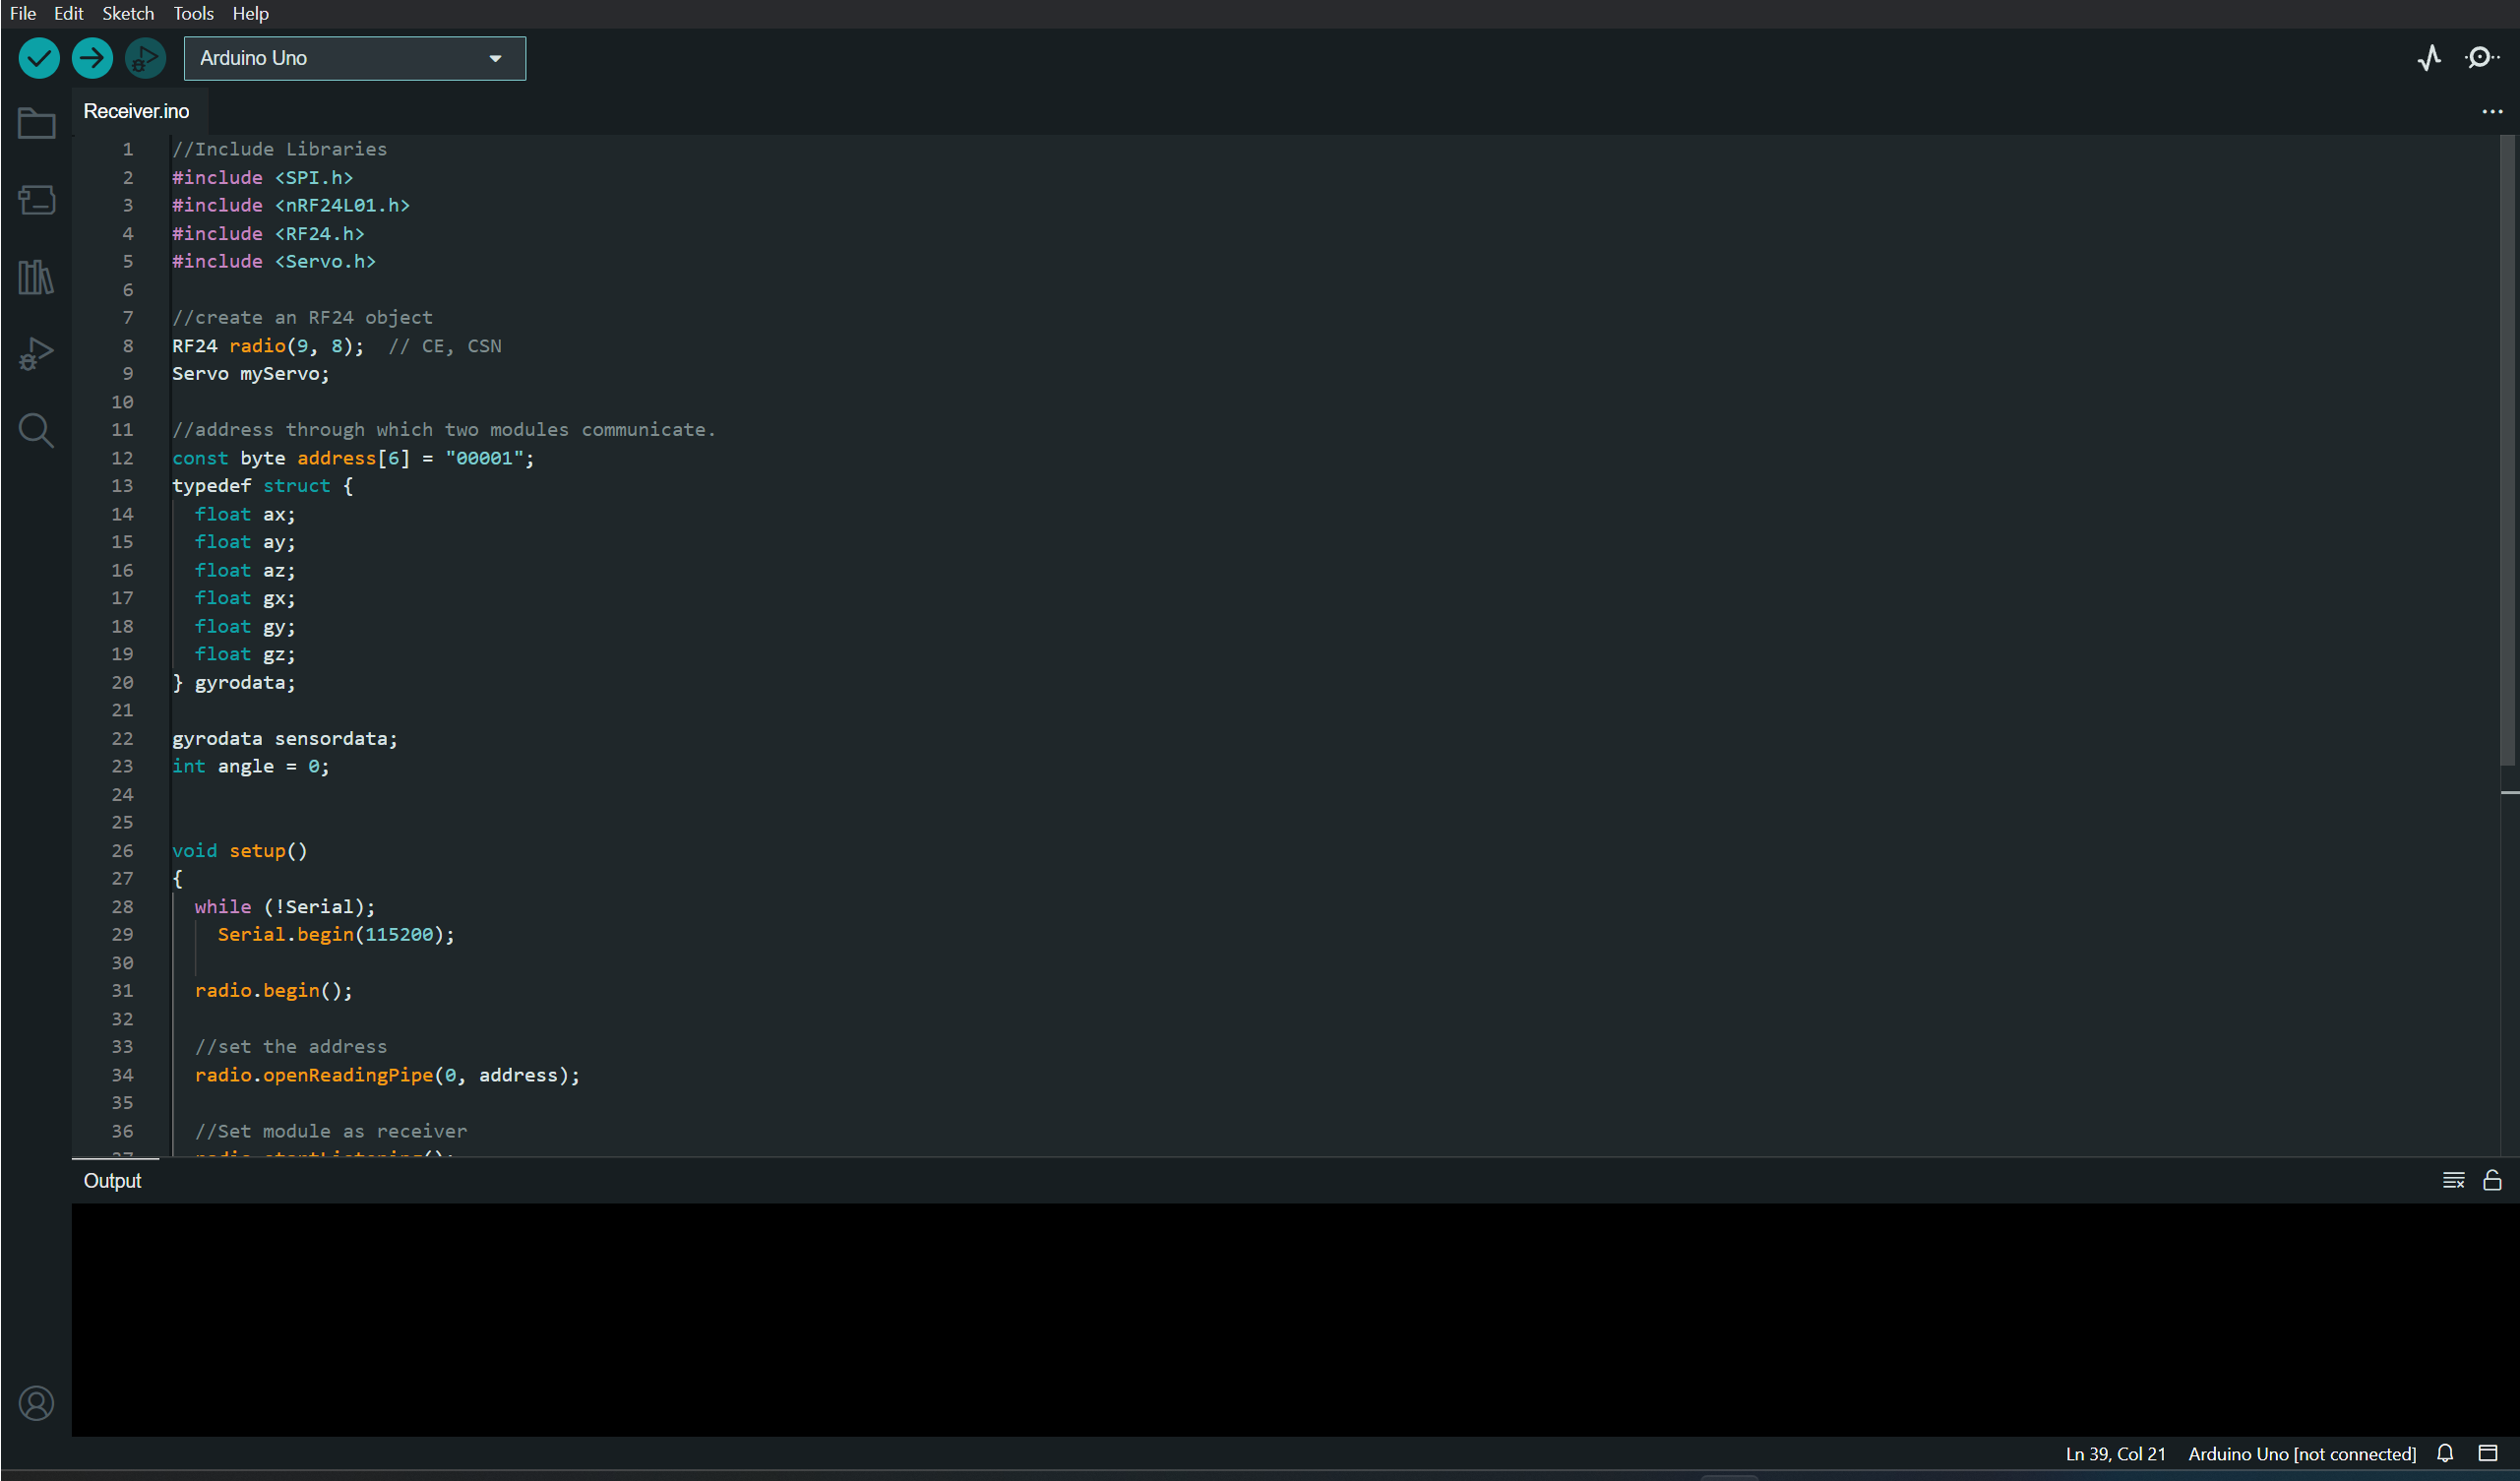 File Edit Sketch Tools Help
Arduino Uno
Receiver.ino
1 //Include Libraries
2 #include <SPI.h>
3 #include <nRF24L01.h>
4 #include <RF24.h>
5 #include <Servo.h>
6
7 //create an RF24 object
8 RF24 radio(9, 8);  // CE, CSN
9 Servo myServo;
10
11 //address through which two modules communicate.
12 const byte address[6] = "00001";
13 typedef struct {
14   float ax;
15   float ay;
16   float az;
17   float gx;
18   float gy;
19   float gz;
20 } gyrodata;
21
22 gyrodata sensordata;
23 int angle = 0;
24
25
26 void setup()
27 {
28   while (!Serial);
29     Serial.begin(115200);
30
31   radio.begin();
32
33   //set the address
34   radio.openReadingPipe(0, address);
35
36   //Set module as receiver
37   radio.startListening();
Output
Ln 39, Col 21 Arduino Uno [not connected]